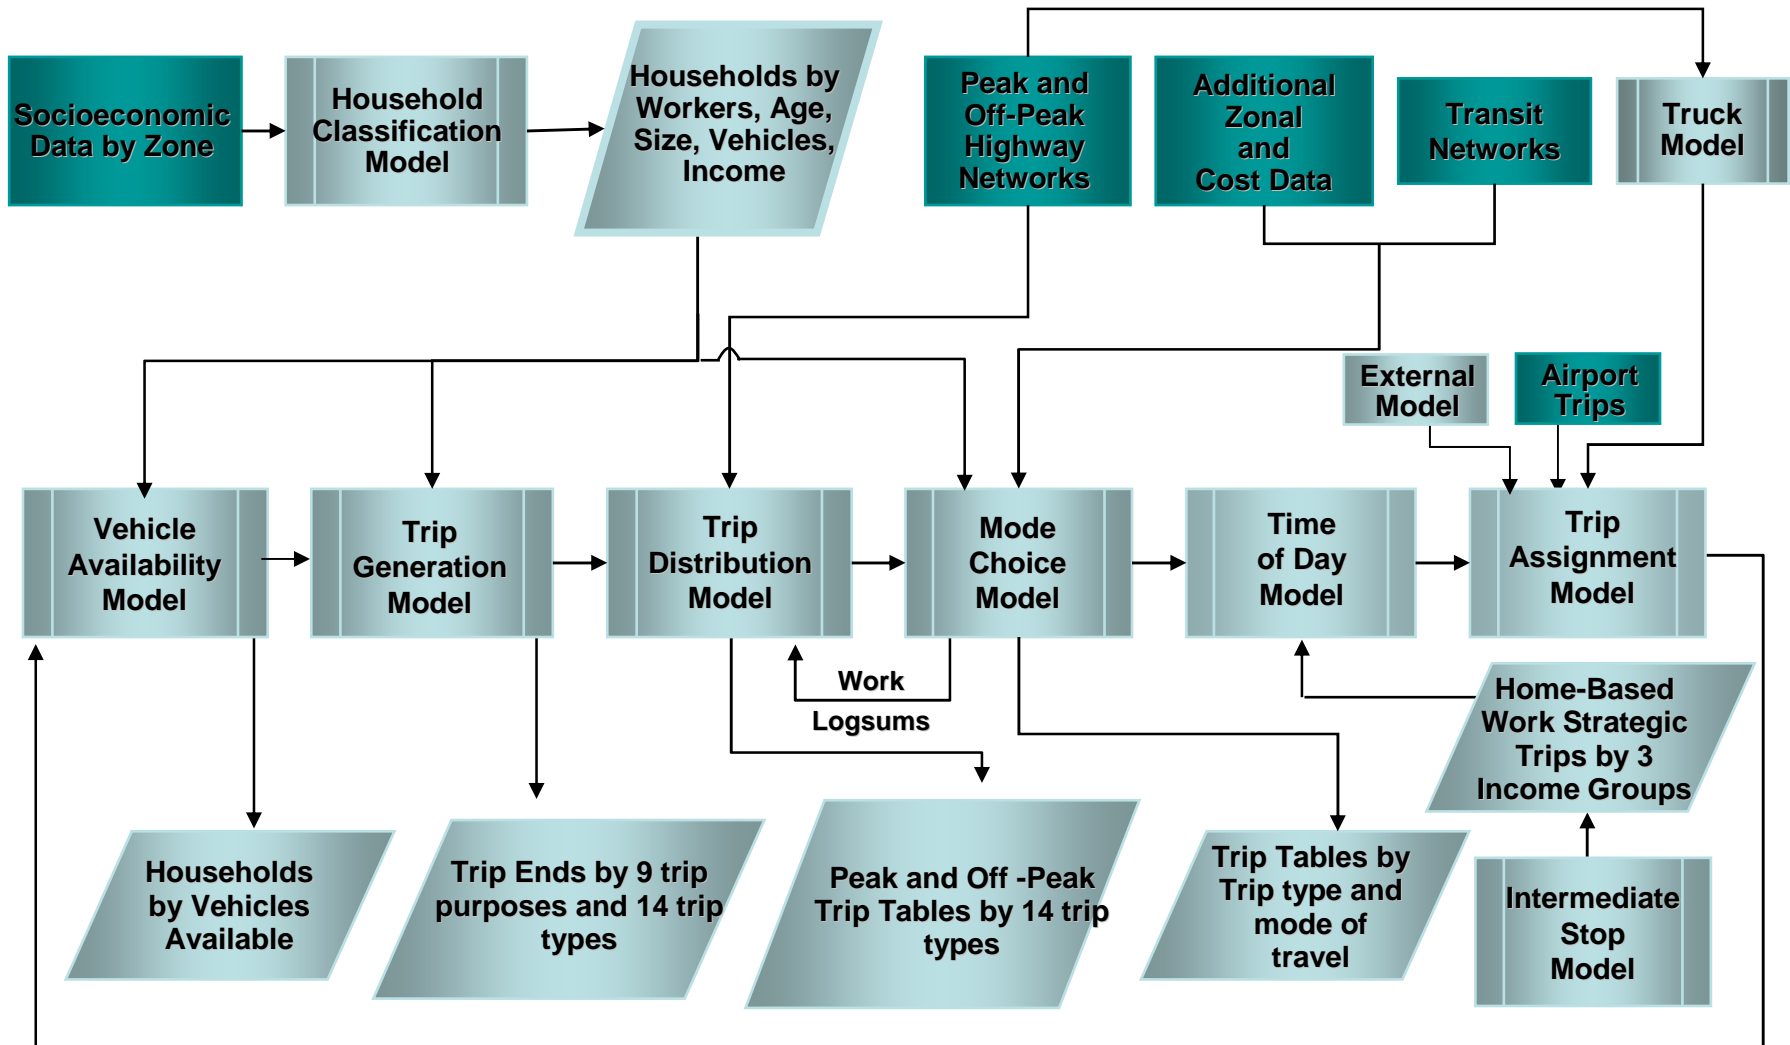 Socioeconomic
Data by Zone
Household
Classification
Model
Households by
Workers, Age,
Size, Vehicles,
Income
Peak and
Off-Peak
Highway
Networks
Additional
Zonal
and
Cost Data
Transit
Networks
Truck
Model
External
Model
Airport
Trips
Vehicle
Availability
Model
Trip
Generation
Model
Trip
Distribution
Model
Mode
Choice
Model
Time
of Day
Model
Trip
Assignment
Model
Work
Logsums
Home-Based
Work Strategic
Trips by 3
Income Groups
Households
by Vehicles
Available
Trip Ends by 9 trip
purposes and 14 trip
types
Peak and Off -Peak
Trip Tables by 14 trip
types
Trip Tables by
Trip type and
mode of
travel
Intermediate
Stop
Model